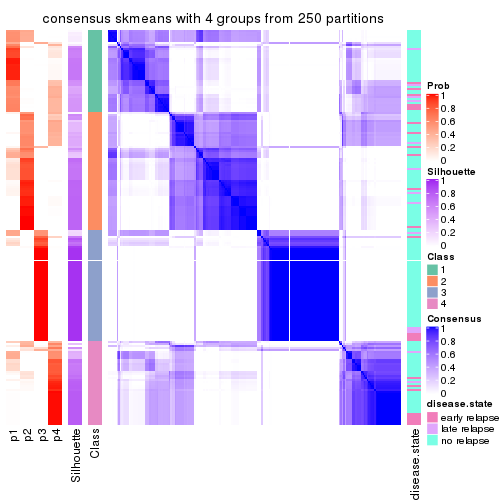 consensus skmeans with 4 groups from 250 partitions
Prob
1
0.8
0.6
0.4
0.2
0
Silhouette
1
0.8
0.6
0.4
0.2
0
Class
1
2
3
4
Consensus
1
0.8
0.6
0.4
0.2
0
disease.state
early relapse
late relapse
no relapse
p1
p2
p3
p4
Silhouette
Class
disease.state